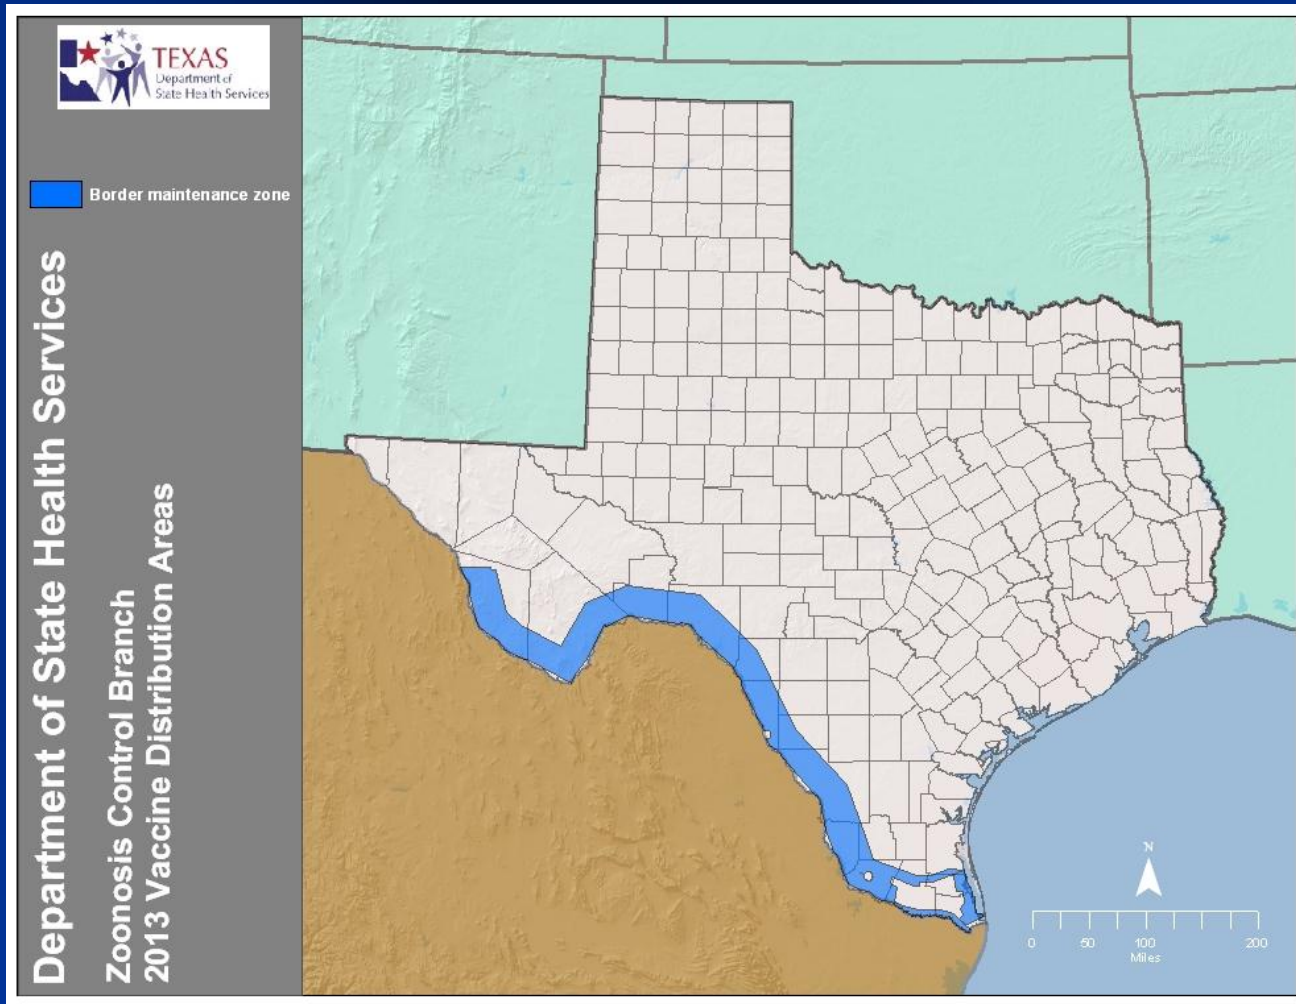 TEXAS
Department of
State Health Services
Border maintenance zone
Department of State Health Services
Zoonosis Control Branch
2013 Vaccine Distribution Areas
N
0 50 100 200
Miles